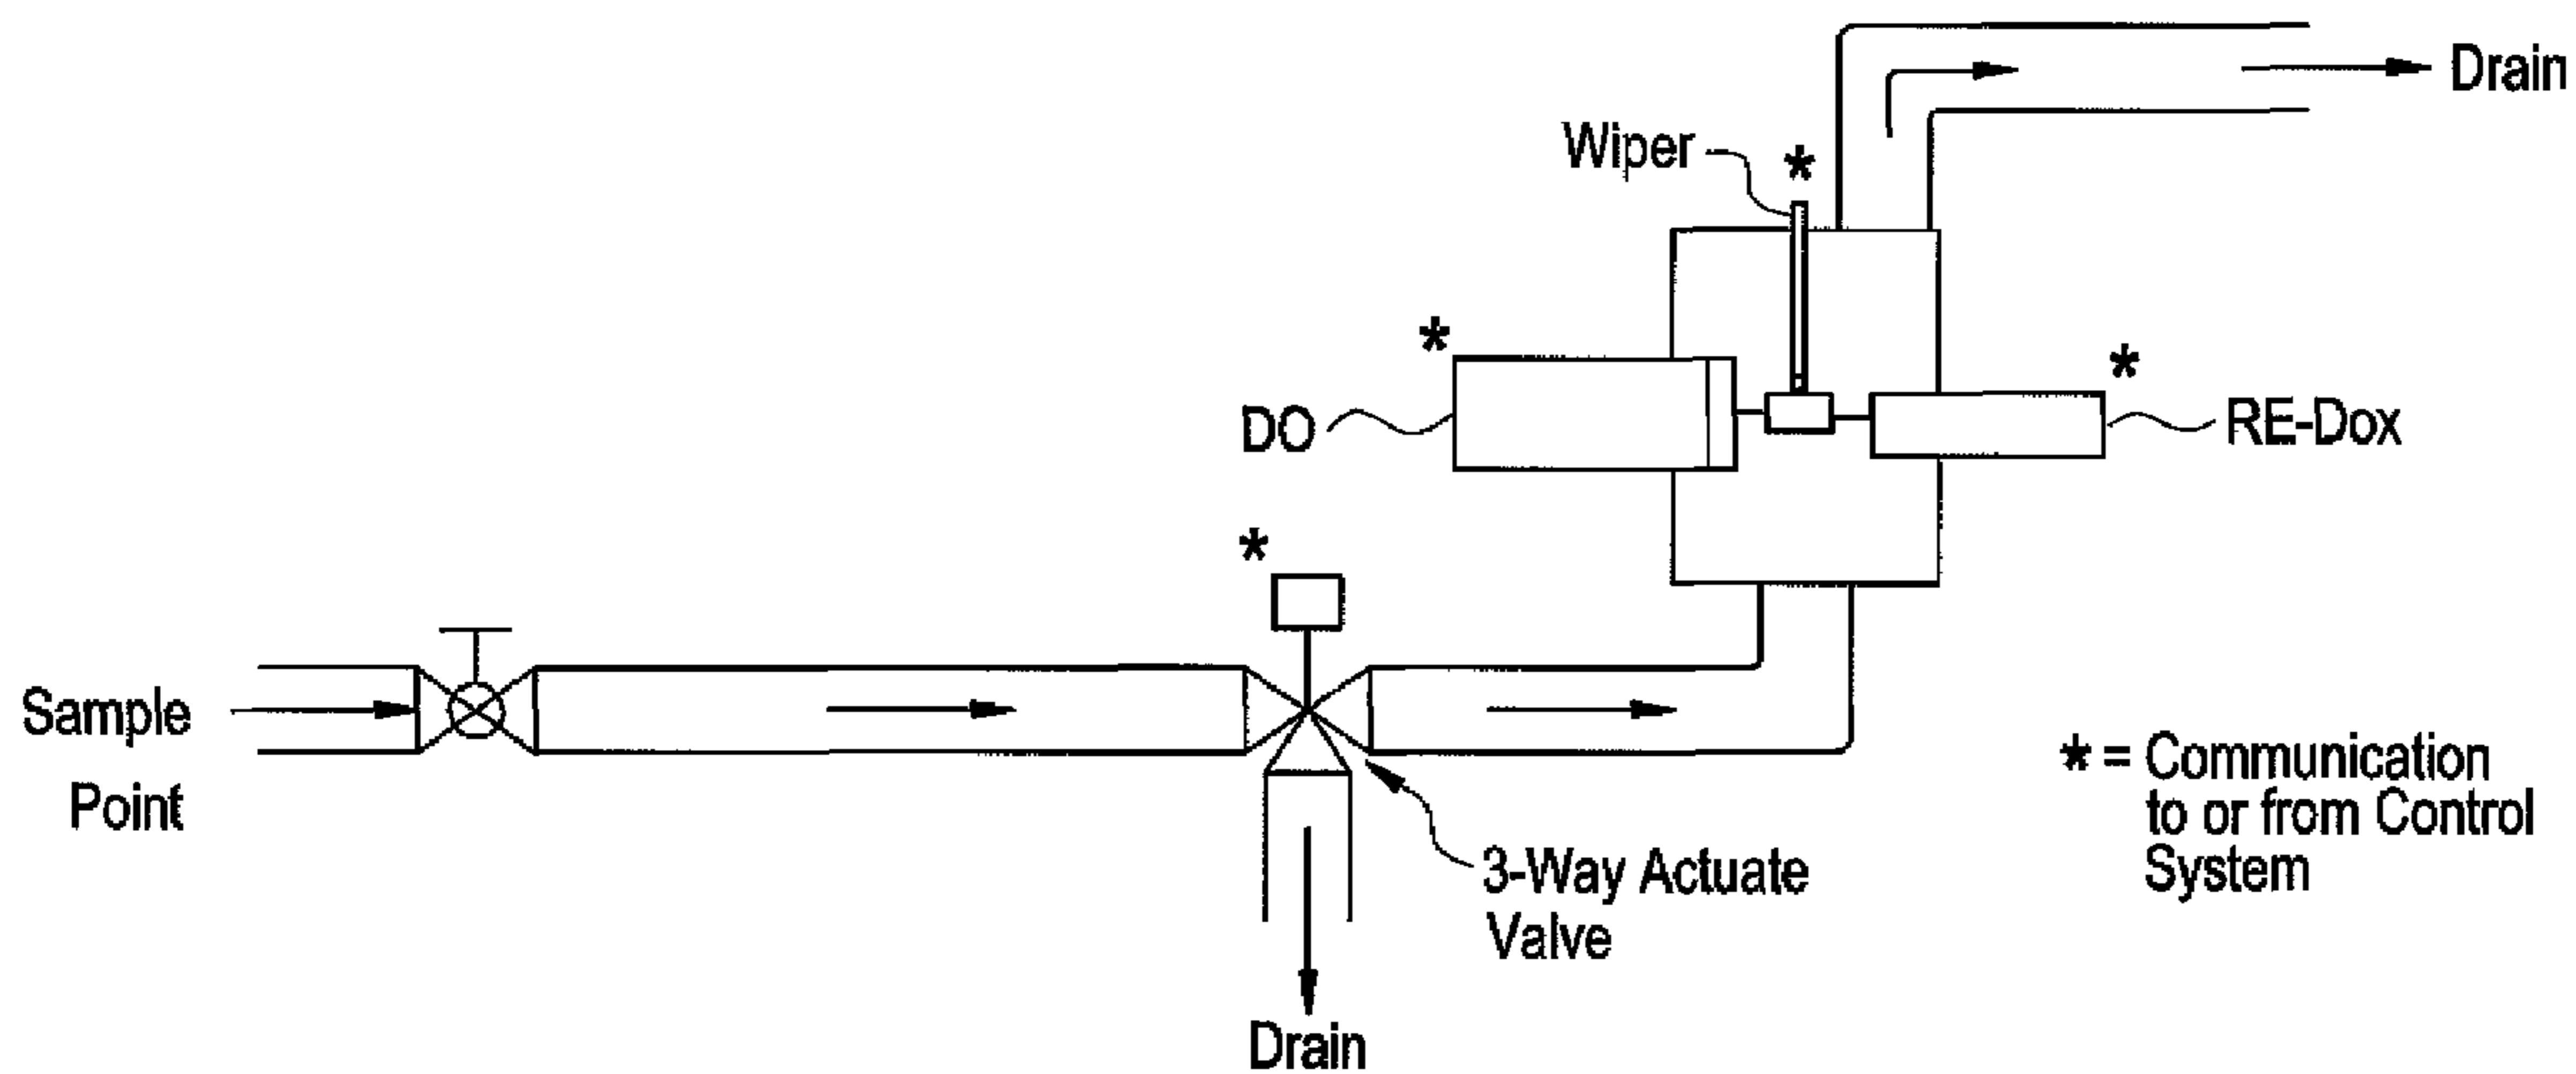 Drain
Wiper *
*
DO
*
RE-Dox
*
Sample
Point
* = Communication
to or from Control
System
3-Way Actuate
Valve
Drain